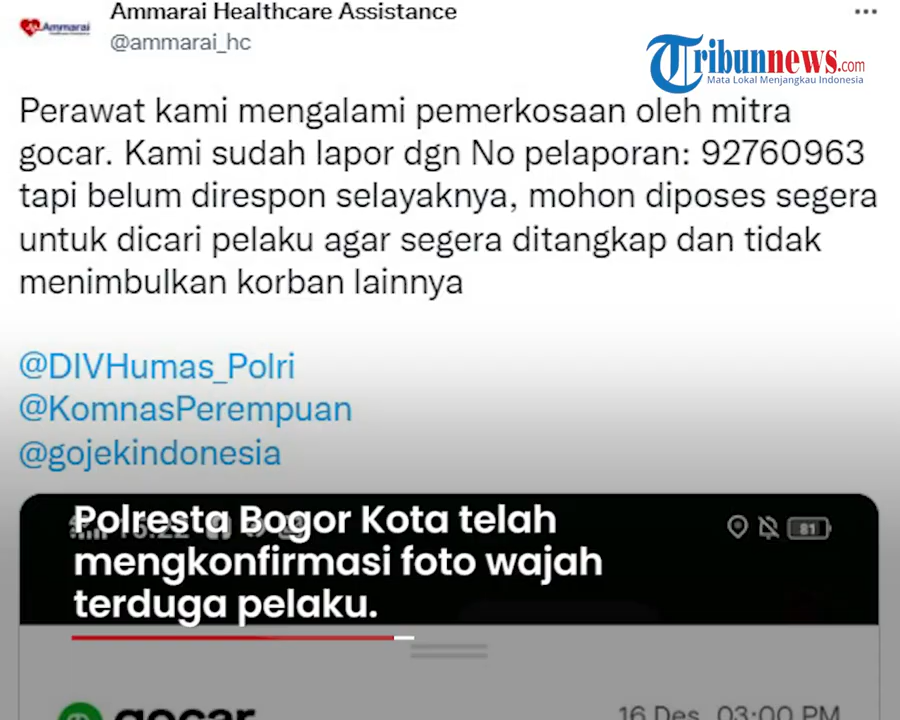 Ammarai Healthcare Assistance
@ammarai_hc
Ammarai
Tribunnews.com
Mata Lokal Menjangkau Indonesia
Perawat kami mengalami pemerkosaan oleh mitra
gocar. Kami sudah lapor dgn No pelaporan: 92760963
tapi belum direspon selayaknya, mohon diposes segera
untuk dicari pelaku agar segera ditangkap dan tidak
menimbulkan korban lainnya
@DIVHumas_Polri
@KomnasPerempuan
@gojekindonesia
81
Polresta Bogor Kota telah
mengkonfirmasi foto wajah
terduga pelaku.
gocar
16 Des, 03:00 PM